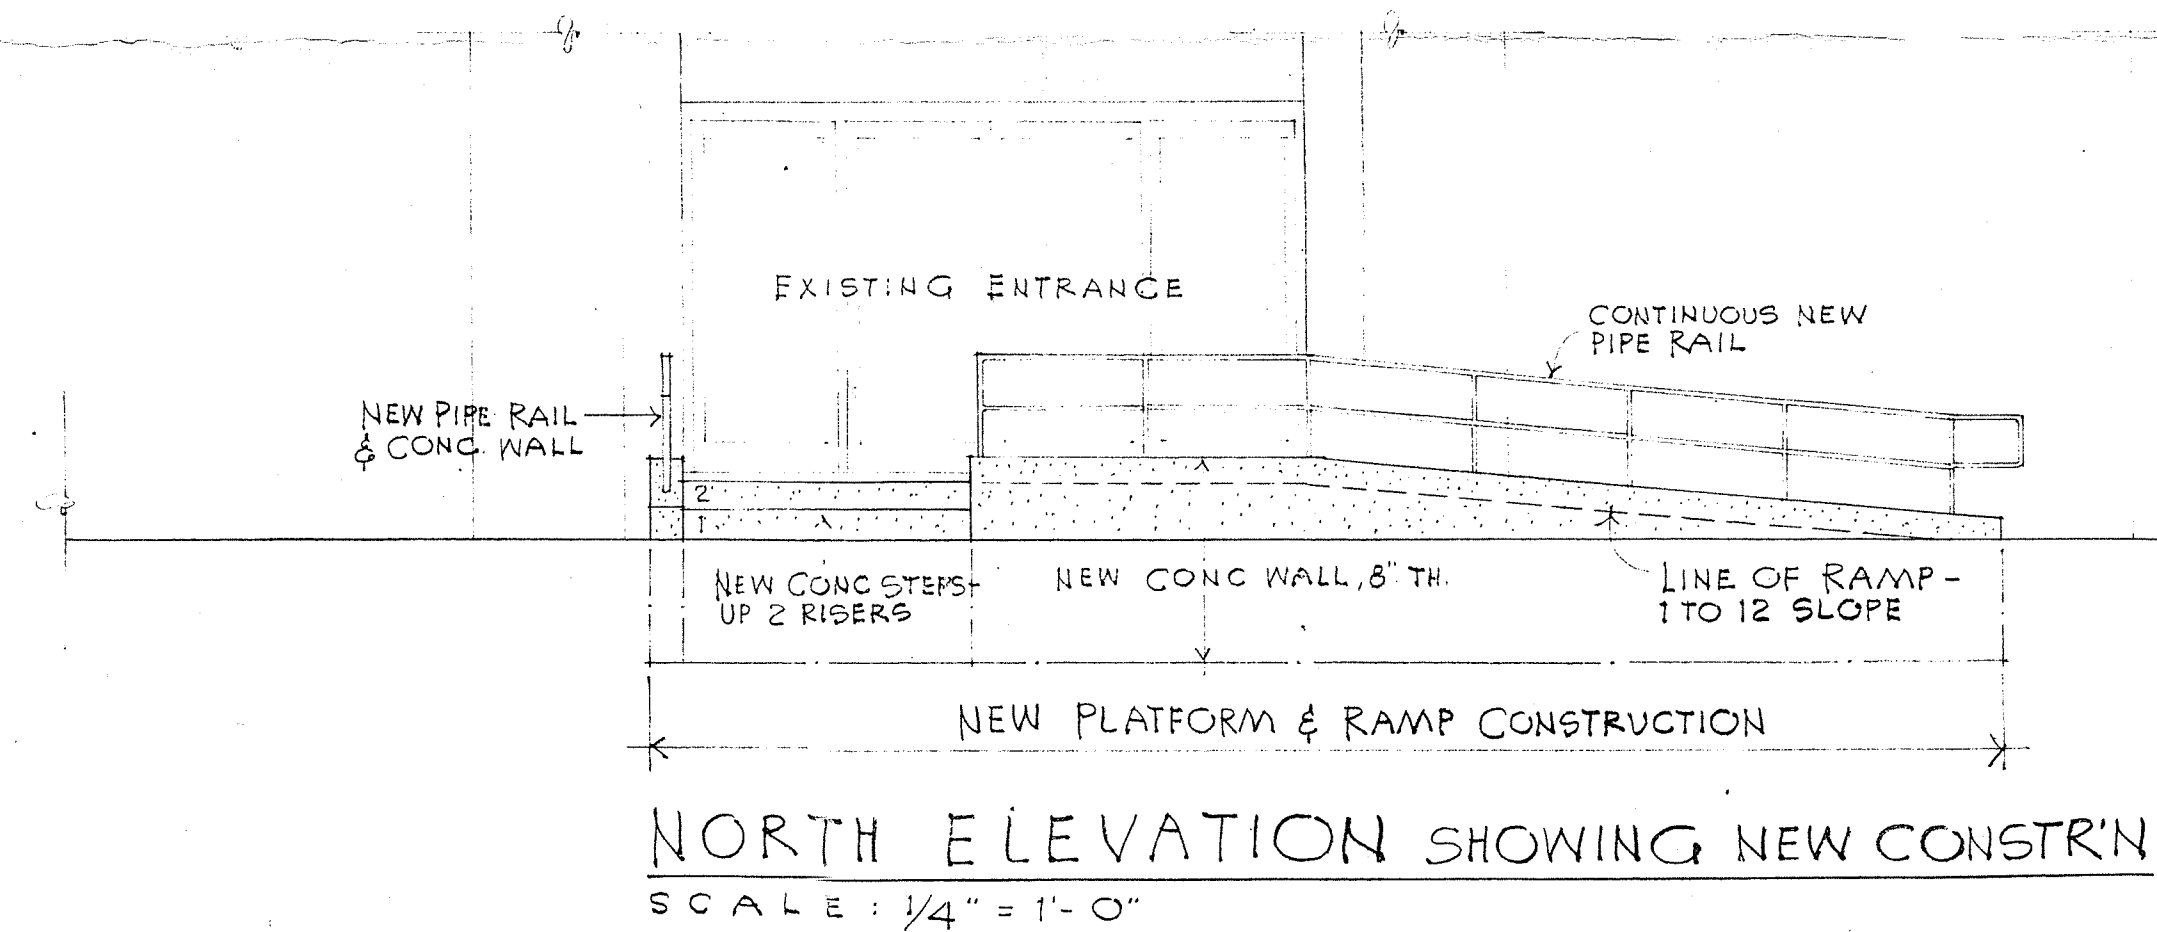 EXISTING ENTRANCE
CONTINUOUS NEW
PIPE RAIL
NEW PIPE RAIL
& CONC. WALL
2
1
NEW CONC STEPS-
UP 2 RISERS
NEW CONC WALL, 8" TH.
LINE OF RAMP -
1 TO 12 SLOPE
NEW PLATFORM & RAMP CONSTRUCTION
NORTH ELEVATION SHOWING NEW CONSTR'N
SCALE: 1/4" = 1'- 0"